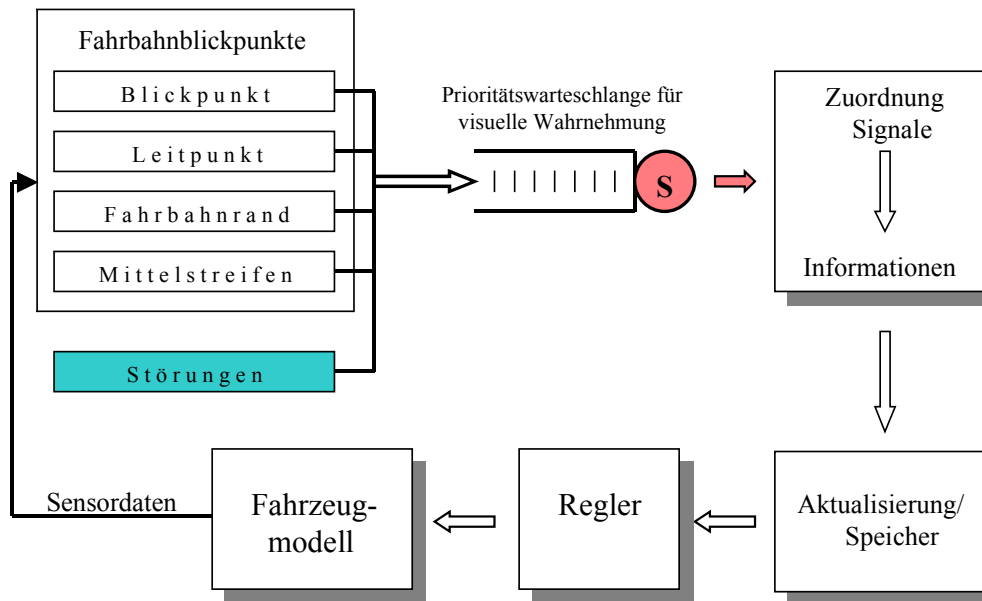 Fahrbahnblickpunkte
Blickpunkt
Leitpunkt
Fahrbahnrand
Mittelstreifen
Störungen
Prioritätswarteschlange für
visuelle Wahrnehmung
S
Zuordnung
Signale
Informationen
Aktualisierung/
Speicher
Regler
Fahrzeug-
modell
Sensordaten